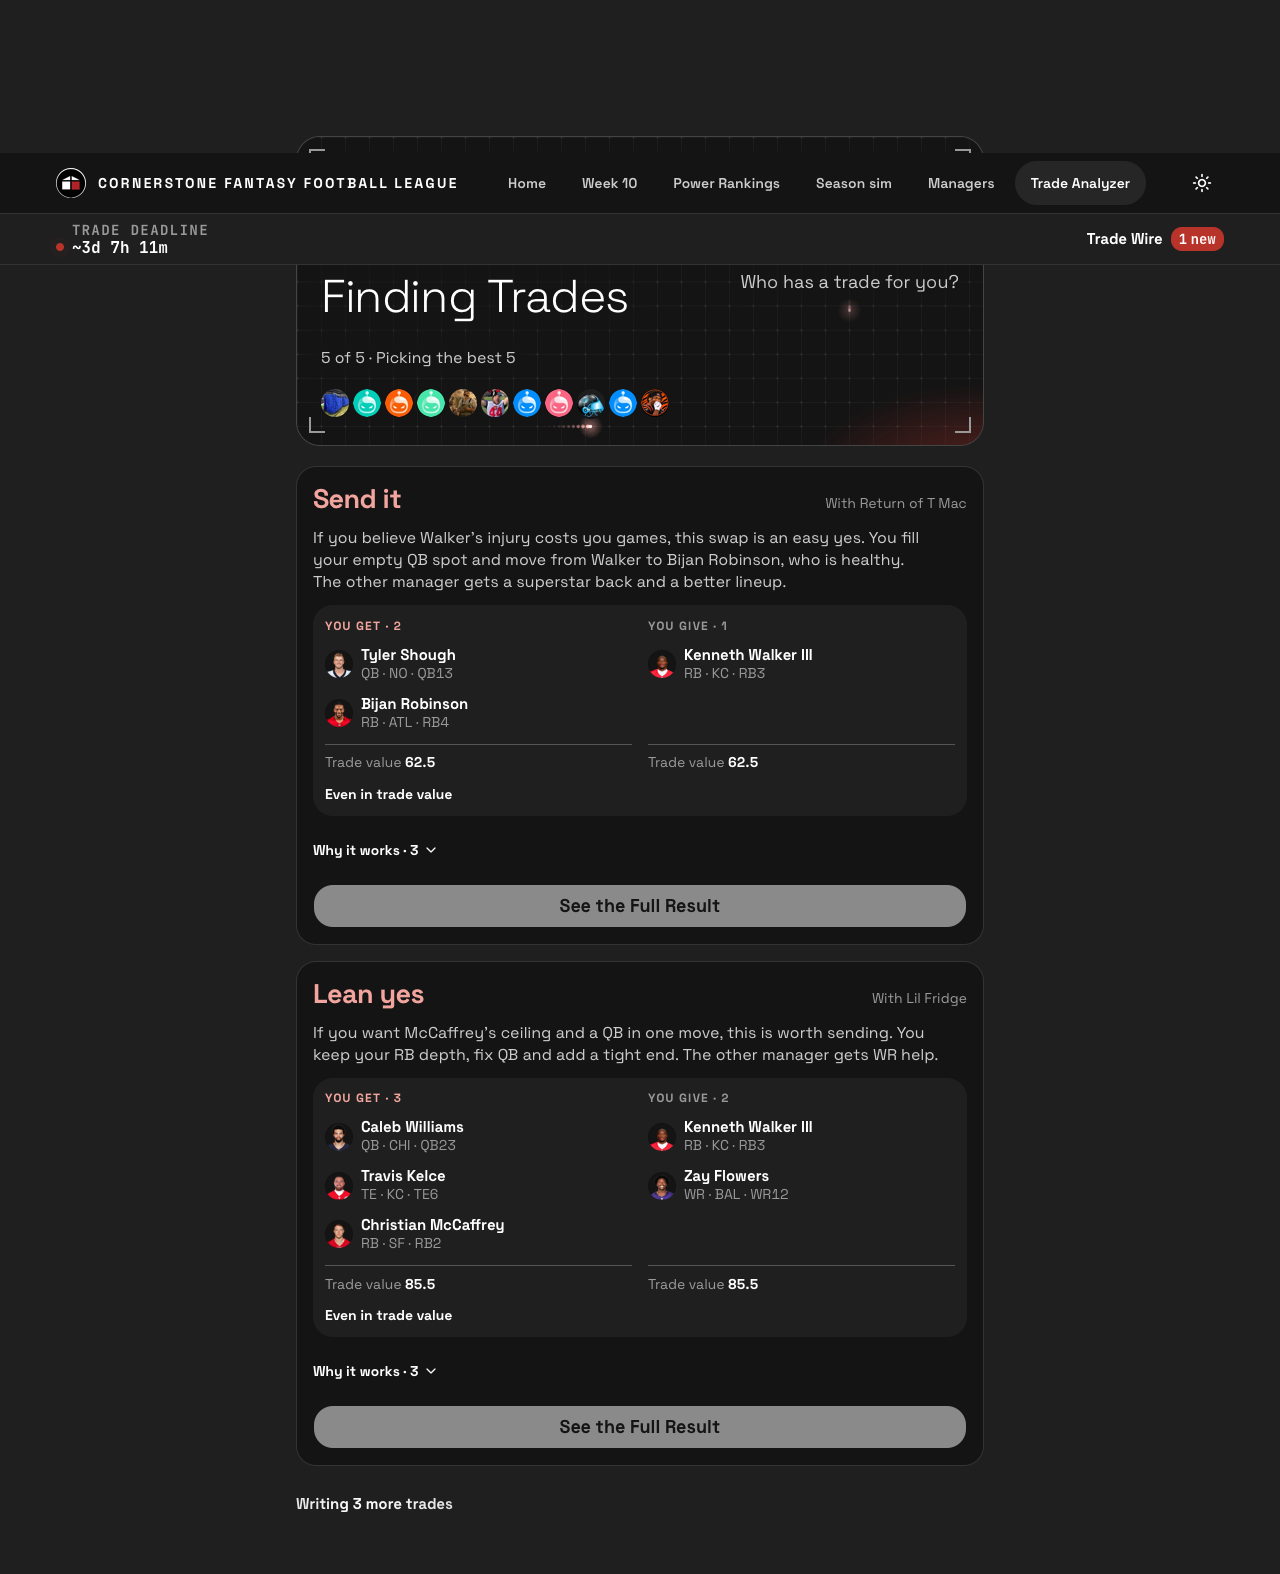 CORNERSTONE FANTASY FOOTBALL LEAGUE
Home
Week 10
Power Rankings
Season sim
Managers
Trade Analyzer
TRADE DEADLINE
~3d 7h 11m
Trade Wire
1 new
Finding Trades
Who has a trade for you?
5 of 5 · Picking the best 5
Send it
With Return of T Mac
If you believe Walker's injury costs you games, this swap is an easy yes. You fill
your empty QB spot and move from Walker to Bijan Robinson, who is healthy.
The other manager gets a superstar back and a better lineup.
YOU GET · 2
Tyler Shough
QB · NO · QB13
Bijan Robinson
RB · ATL · RB4
Trade value 62.5
YOU GIVE · 1
Kenneth Walker III
RB · KC · RB3
Trade value 62.5
Even in trade value
Why it works · 3
See the Full Result
Lean yes
With Lil Fridge
If you want McCaffrey's ceiling and a QB in one move, this is worth sending. You
keep your RB depth, fix QB and add a tight end. The other manager gets WR help.
YOU GET · 3
Caleb Williams
QB · CHI · QB23
Travis Kelce
TE · KC · TE6
Christian McCaffrey
RB · SF · RB2
Trade value 85.5
YOU GIVE · 2
Kenneth Walker III
RB · KC · RB3
Zay Flowers
WR · BAL · WR12
Trade value 85.5
Even in trade value
Why it works · 3
See the Full Result
Writing 3 more trades